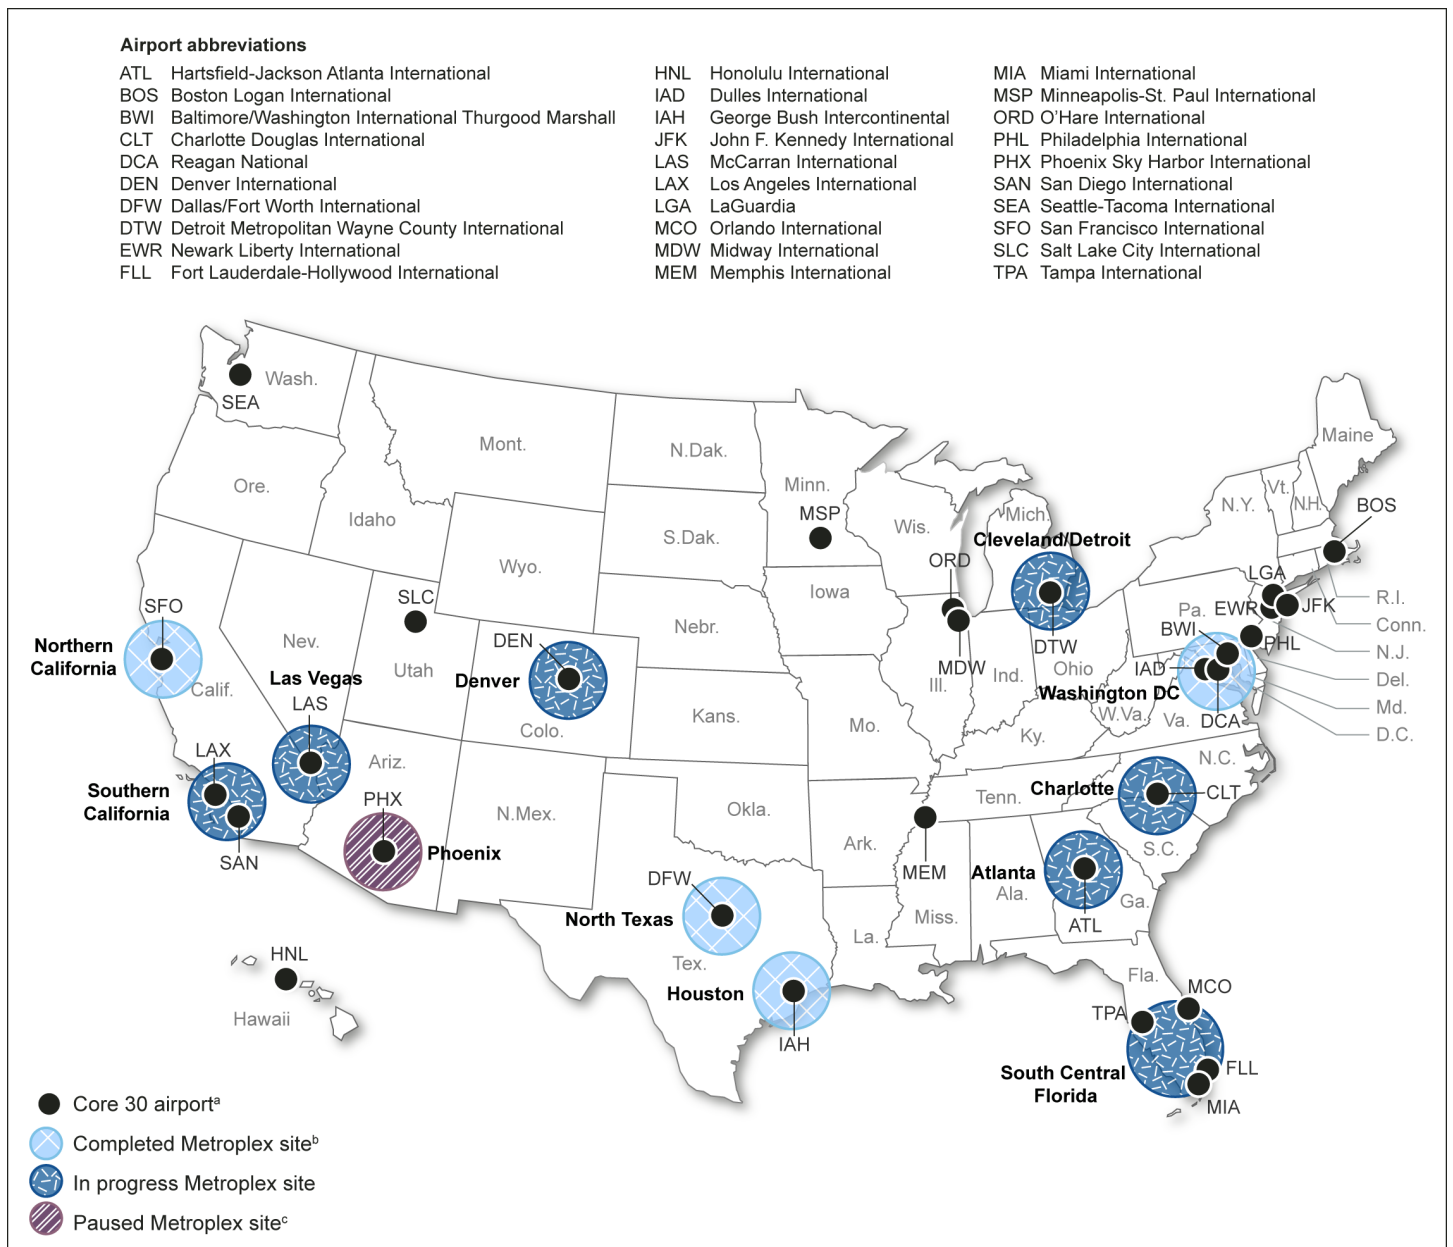 Airport abbreviations
ATL Hartsfield-Jackson Atlanta International
BOS Boston Logan International
BWI Baltimore/Washington International Thurgood Marshall
CLT Charlotte Douglas International
DCA Reagan National
DEN Denver International
DFW Dallas/Fort Worth International
DTW Detroit Metropolitan Wayne County International
EWR Newark Liberty International
FLL Fort Lauderdale-Hollywood International
HNL Honolulu International
IAD Dulles International
IAH George Bush Intercontinental
JFK John F. Kennedy International
LAS McCarran International
LAX Los Angeles International
LGA LaGuardia
MCO Orlando International
MDW Midway International
MEM Memphis International
MIA Miami International
MSP Minneapolis-St. Paul International
ORD O’Hare International
PHL Philadelphia International
PHX Phoenix Sky Harbor International
SAN San Diego International
SEA Seattle-Tacoma International
SFO San Francisco International
SLC Salt Lake City International
TPA Tampa International
Wash.
SEA
Mont.
N.Dak.
Maine
Ore.
Minn.
Vt.
N.Y.
N.H.
BOS
Idaho
MSP
Mich.
Wis.
S.Dak.
Cleveland/Detroit
Wyo.
ORD
LGA
Iowa
SLC
SFO
Pa.
EWR
JFK
R.I.
Conn.
Nebr.
BWI
Nev.
DEN
Northern
California
PHL
DTW
N.J.
MDW
Ohio
IAD
Utah
Ind.
Las Vegas
Denver
Calif.
Ill.
Washington DC
Del.
LAS
Kans.
W.Va.
Va.
DCA
Md.
Colo.
Mo.
Ky.
D.C.
LAX
Ariz.
N.C.
Southern
California
PHX
Charlotte
CLT
Tenn.
Okla.
N.Mex.
Ark.
S.C.
Phoenix
SAN
MEM
Atlanta
DFW
Ala.
Ga.
North Texas
Miss.
ATL
La.
HNL
Tex.
Fla.
Houston
MCO
TPA
Hawaii
IAH
South Central
Florida
FLL
MIA
Core 30 airportᵃ
Completed Metroplex siteᵇ
In progress Metroplex site
Paused Metroplex siteᶜ